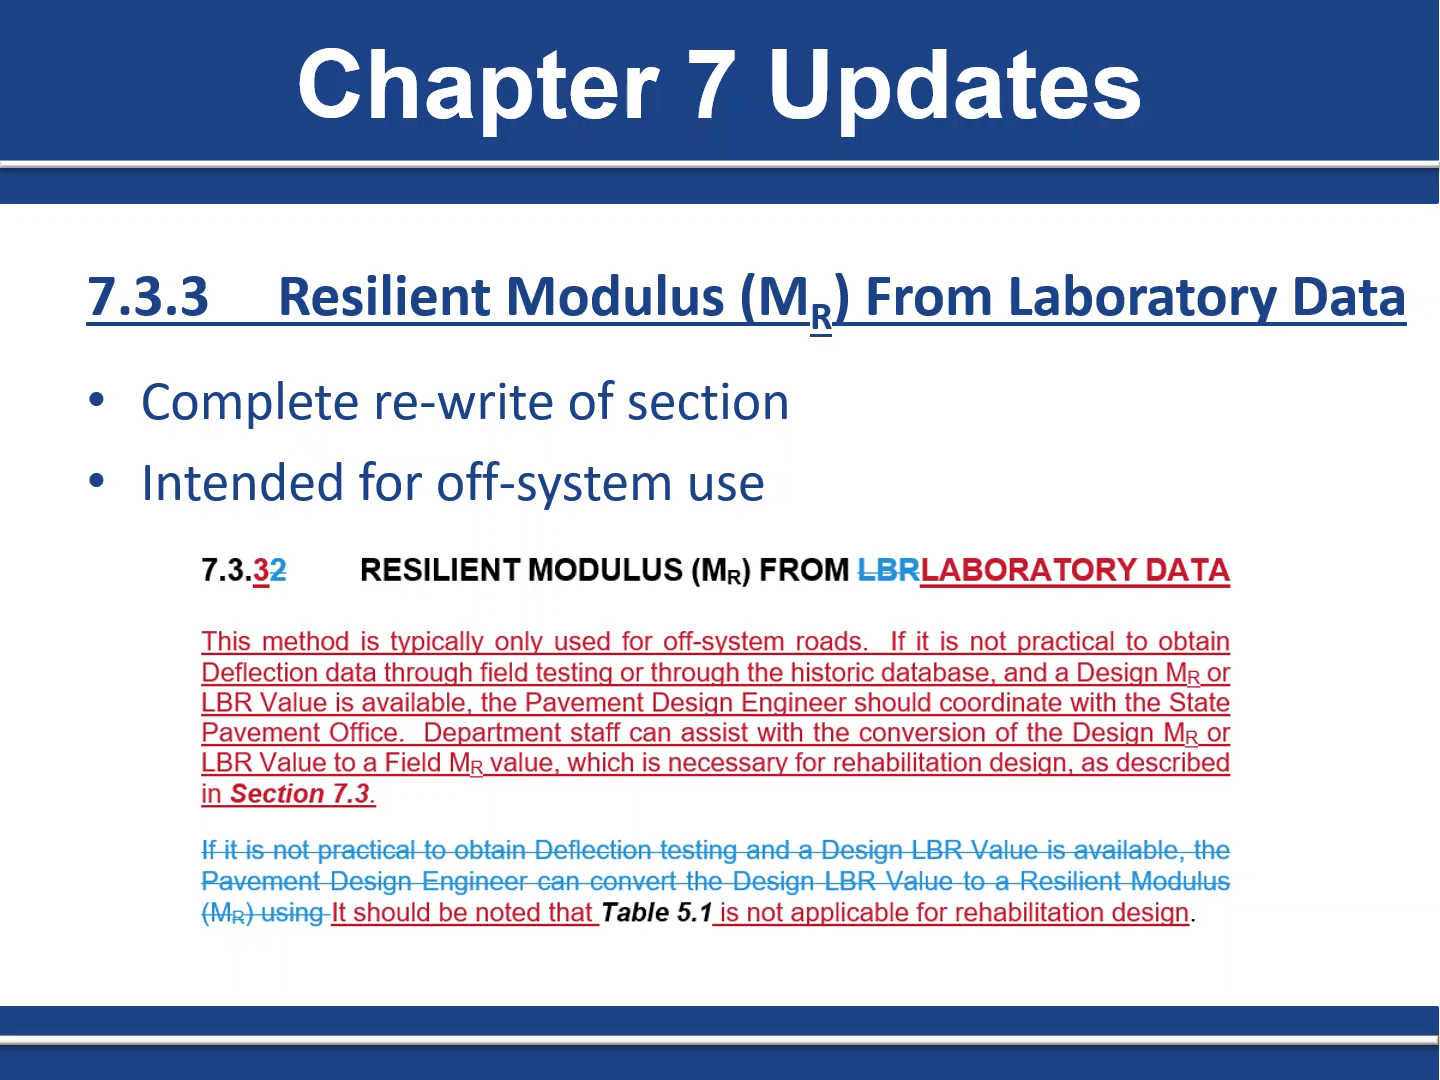 Chapter 7 Updates
7.3.3 Resilient Modulus (MR) From Laboratory Data
• Complete re-write of section
• Intended for off-system use
7.3.32 RESILIENT MODULUS (MR) FROM LBRLABORATORY DATA
This method is typically only used for off-system roads. If it is not practical to obtain
Deflection data through field testing or through the historic database, and a Design MR or
LBR Value is available, the Pavement Design Engineer should coordinate with the State
Pavement Office. Department staff can assist with the conversion of the Design MR or
LBR Value to a Field MR value, which is necessary for rehabilitation design, as described
in Section 7.3.
If it is not practical to obtain Deflection testing and a Design LBR Value is available, the
Pavement Design Engineer can convert the Design LBR Value to a Resilient Modulus
(MR) using It should be noted that Table 5.1 is not applicable for rehabilitation design.